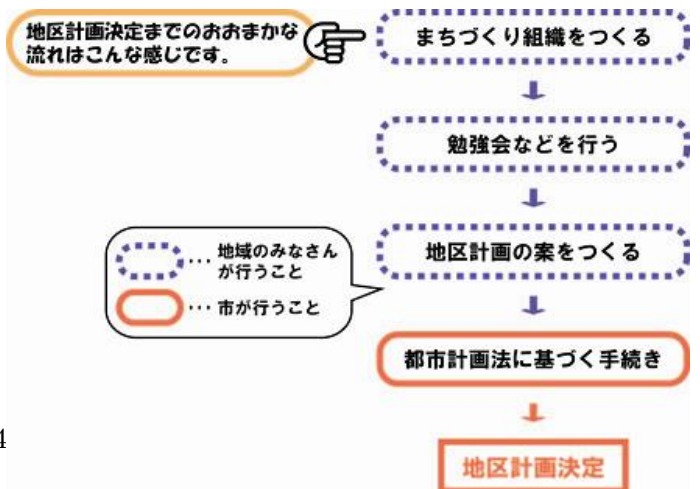 地区計画決定までのおおまかな
流れはこんな感じです。
まちづくり組織をつくる
勉強会などを行う
地区計画の案をつくる
… 地域のみなさん
が行うこと
… 市が行うこと
都市計画法に基づく手続き
地区計画決定
4